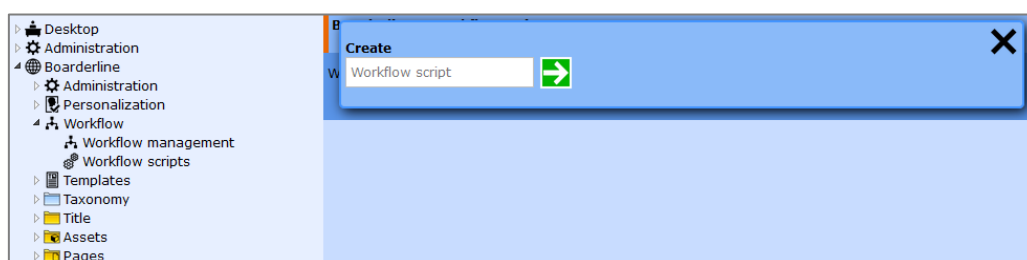 Desktop
Administration
Boarderline
Administration
Personalization
Workflow
Workflow management
Workflow scripts
Templates
Taxonomy
Title
Assets
Pages
Create
Workflow script